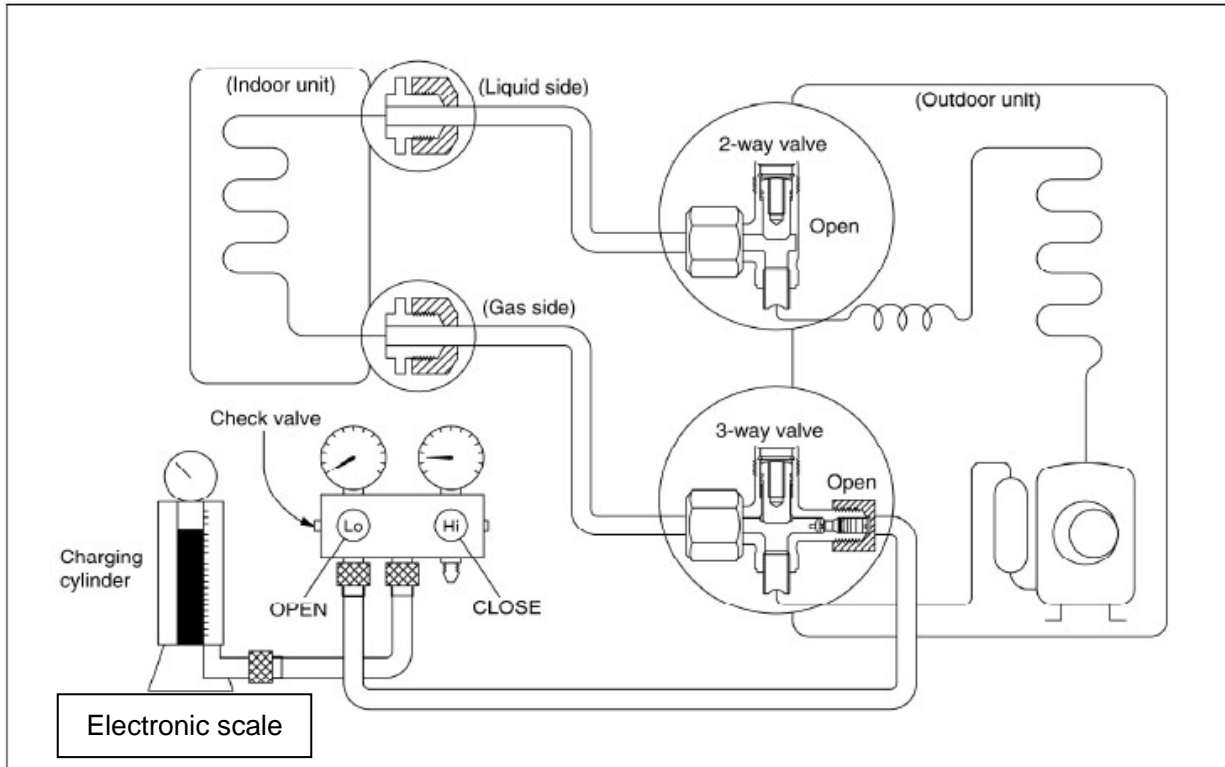 (Indoor unit)
(Liquid side)
(Outdoor unit)
2-way valve
Open
(Gas side)
Check valve
3-way valve
Open
Lo
Hi
Charging
cylinder
OPEN
CLOSE
Electronic scale